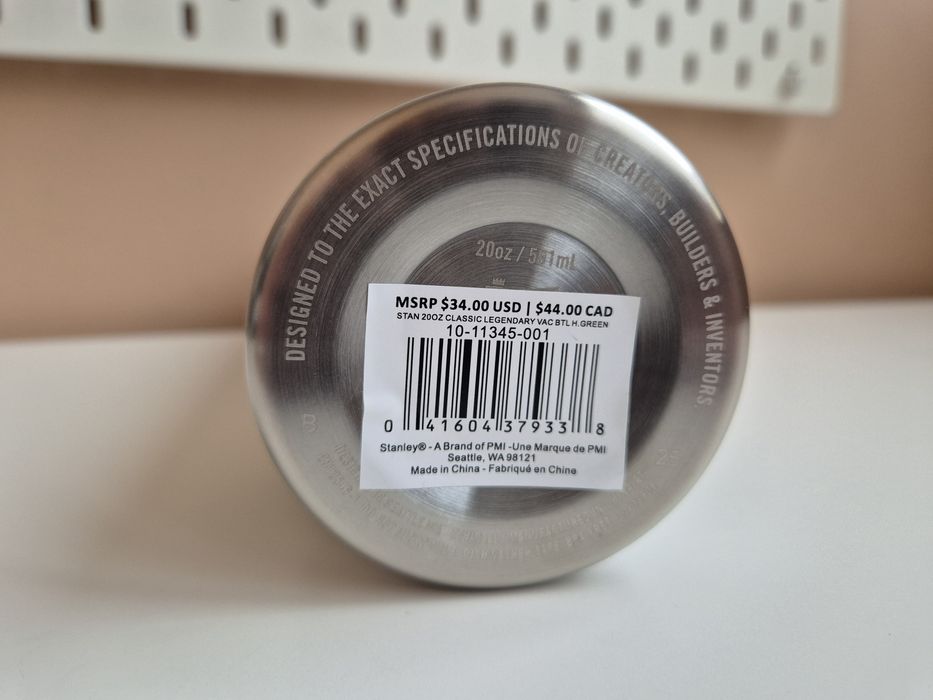 DESIGNED TO THE EXACT SPECIFICATIONS OF CREATORS, BUILDERS & INVENTORS.
20oz / 591mL
MSRP $34.00 USD | $44.00 CAD
STAN 20OZ CLASSIC LEGENDARY VAC BTL H.GREEN
10-11345-001
0 41604 37933 8
Stanley® - A Brand of PMI -Une Marque de PMI
Seattle, WA 98121
Made in China - Fabriqué en Chine